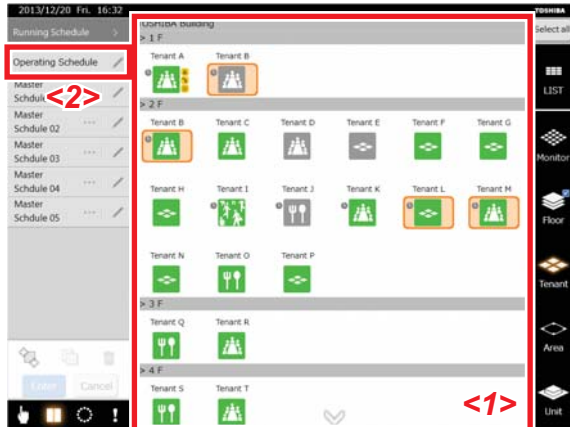 2013/12/20 Fri. 16:32
TOSHIBA
Running Schedule >
Select all
TOSHIBA Building
> 1 F
Tenant A
Tenant B
Operating Schedule
<2>
LIST
Master
Schdule
Master
Schdule 02
Master
Schdule 03
Master
Schdule 04
Master
Schdule 05
> 2 F
Tenant B
Tenant C
Tenant D
Tenant E
Tenant F
Tenant G
Monitor
Tenant H
Tenant I
Tenant J
Tenant K
Tenant L
Tenant M
Floor
Tenant N
Tenant O
Tenant P
Tenant
> 3 F
Tenant Q
Tenant R
Area
> 4 F
Tenant S
Tenant T
<1>
Enter
Cancel
Unit